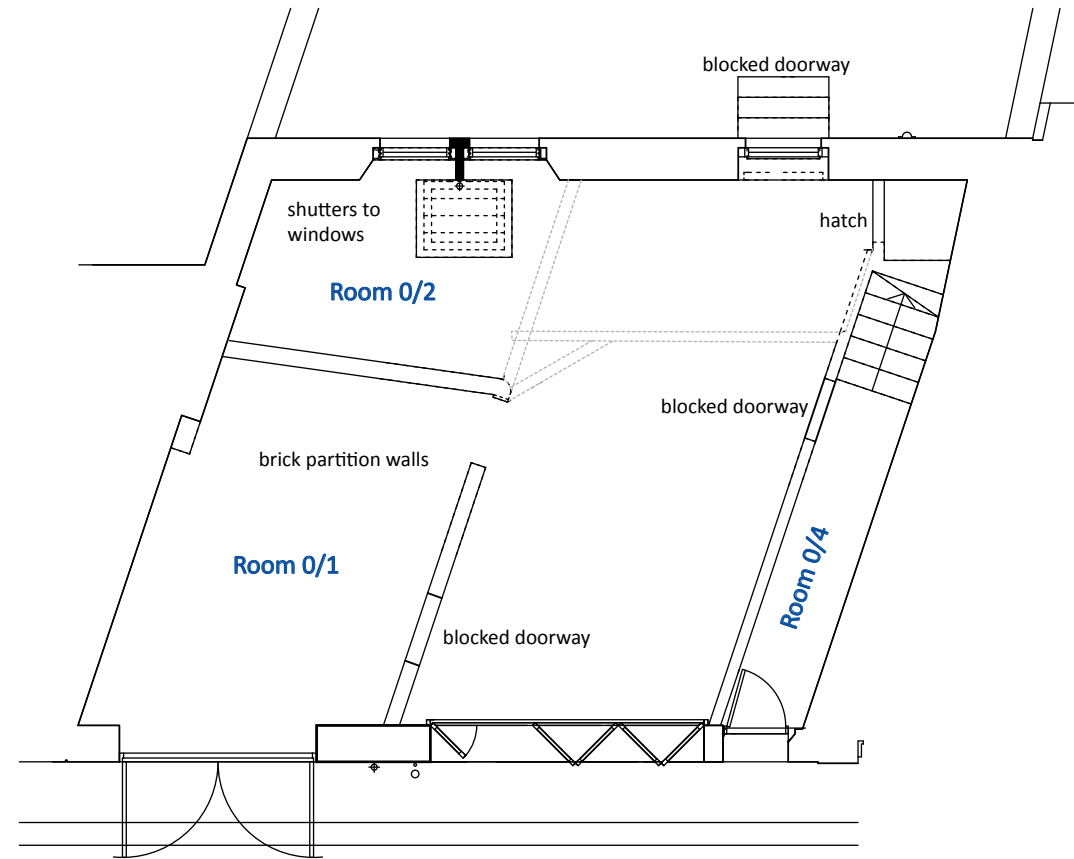 blocked doorway
shutters to
windows
hatch
Room 0/2
blocked doorway
brick partition walls
Room 0/1
Room 0/4
blocked doorway